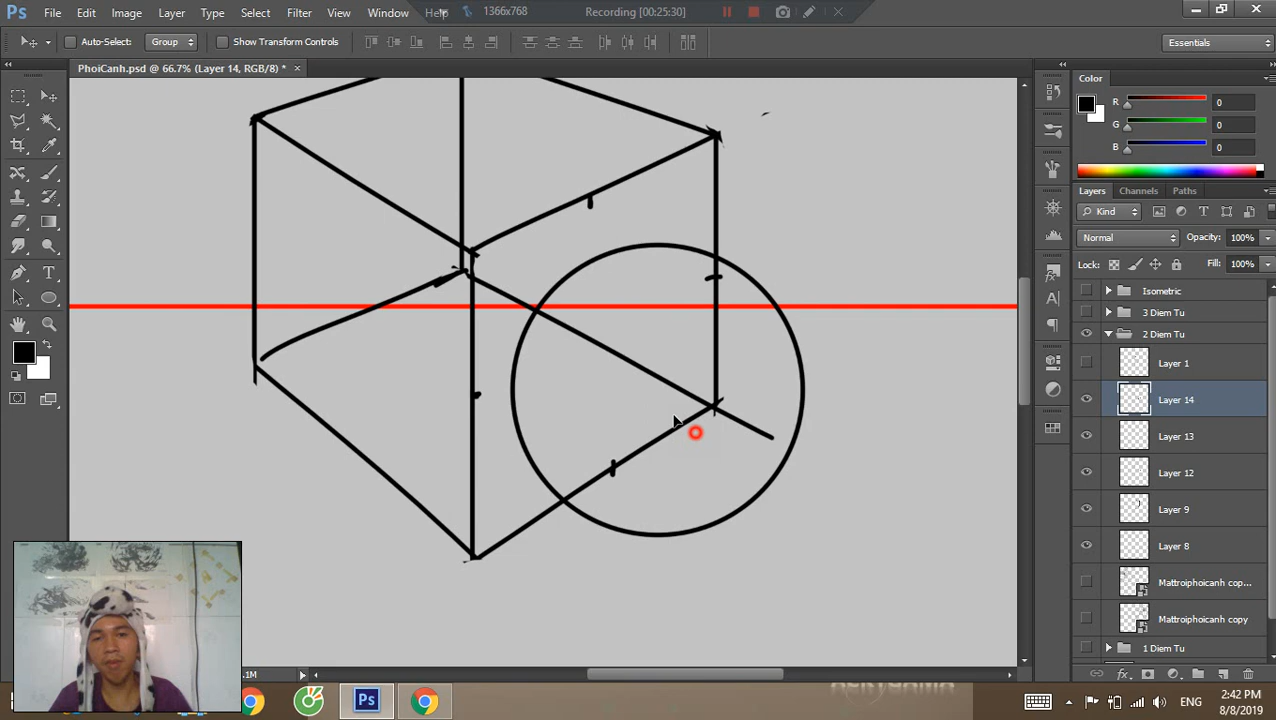 Ps File Edit Image Layer Type Select Filter View Window Help 1366x768 Recording [00:25:30]
Auto-Select: Group Show Transform Controls Essentials
PhoiCanh.psd @ 66.7% (Layer 14, RGB/8) * ×
Color
R 0
G 0
B 0
Layers Channels Paths
Kind
Normal Opacity: 100%
Lock: Fill: 100%
Isometric
3 Diem Tu
2 Diem Tu
Layer 1
Layer 14
Layer 13
Layer 12
Layer 9
Layer 8
Mattroiphoicanh cop...
Mattroiphoicanh copy
1 Diem Tu
.1M
Ps
ENG
2:42 PM
8/8/2019